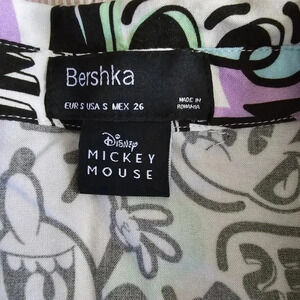 Bershka
EUR S USA S MEX 26
MADE IN
ROMANIA
Disney
MICKEY
MOUSE